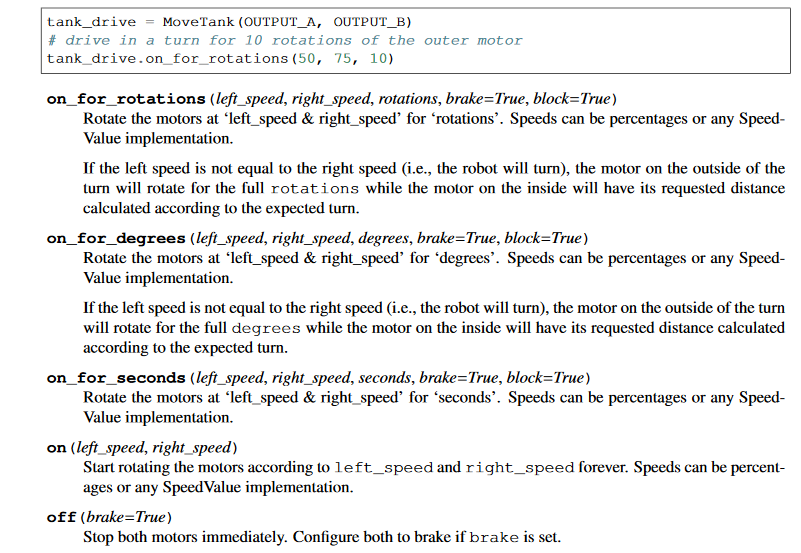 tank_drive = MoveTank(OUTPUT_A, OUTPUT_B)
# drive in a turn for 10 rotations of the outer motor
tank_drive.on_for_rotations(50, 75, 10)
on_for_rotations(left_speed, right_speed, rotations, brake=True, block=True)
Rotate the motors at ‘left_speed & right_speed’ for ‘rotations’. Speeds can be percentages or any Speed-
Value implementation.
If the left speed is not equal to the right speed (i.e., the robot will turn), the motor on the outside of the
turn will rotate for the full rotations while the motor on the inside will have its requested distance
calculated according to the expected turn.
on_for_degrees(left_speed, right_speed, degrees, brake=True, block=True)
Rotate the motors at ‘left_speed & right_speed’ for ‘degrees’. Speeds can be percentages or any Speed-
Value implementation.
If the left speed is not equal to the right speed (i.e., the robot will turn), the motor on the outside of the turn
will rotate for the full degrees while the motor on the inside will have its requested distance calculated
according to the expected turn.
on_for_seconds(left_speed, right_speed, seconds, brake=True, block=True)
Rotate the motors at ‘left_speed & right_speed’ for ‘seconds’. Speeds can be percentages or any Speed-
Value implementation.
on(left_speed, right_speed)
Start rotating the motors according to left_speed and right_speed forever. Speeds can be percent-
ages or any SpeedValue implementation.
off(brake=True)
Stop both motors immediately. Configure both to brake if brake is set.